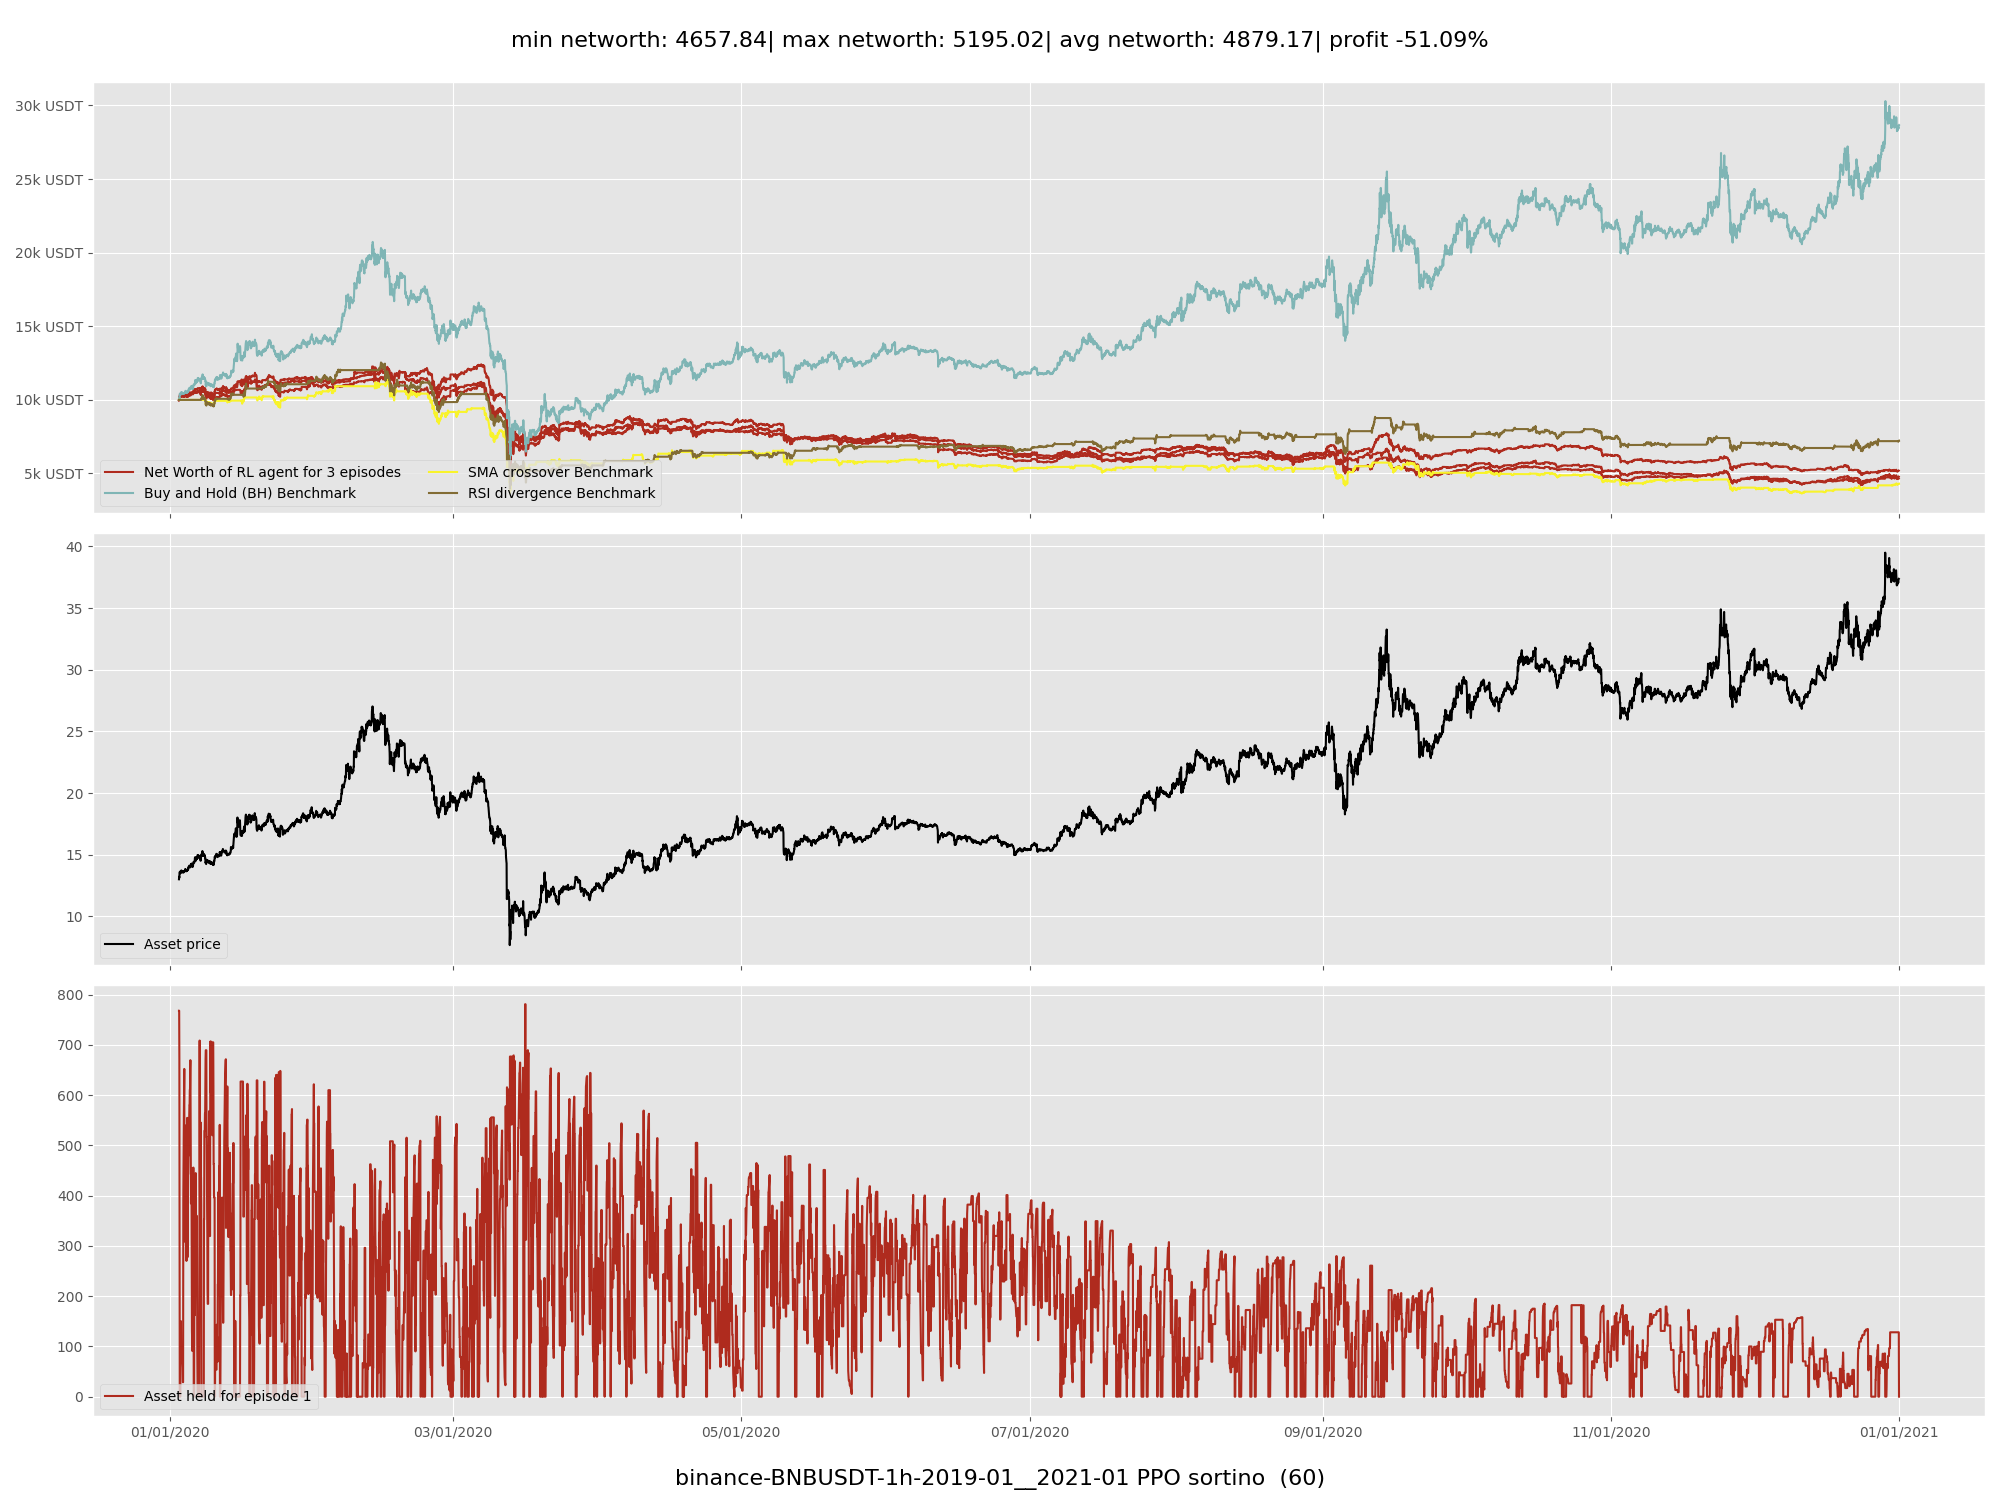 min networth: 4657.84| max networth: 5195.02| avg networth: 4879.17| profit -51.09%
30k USDT
25k USDT
20k USDT
15k USDT
10k USDT
5k USDT
Net Worth of RL agent for 3 episodes
Buy and Hold (BH) Benchmark
SMA crossover Benchmark
RSI divergence Benchmark
40
35
30
25
20
15
10
Asset price
800
700
600
500
400
300
200
100
0
Asset held for episode 1
01/01/2020
03/01/2020
05/01/2020
07/01/2020
09/01/2020
11/01/2020
01/01/2021
binance-BNBUSDT-1h-2019-01__2021-01 PPO sortino  (60)